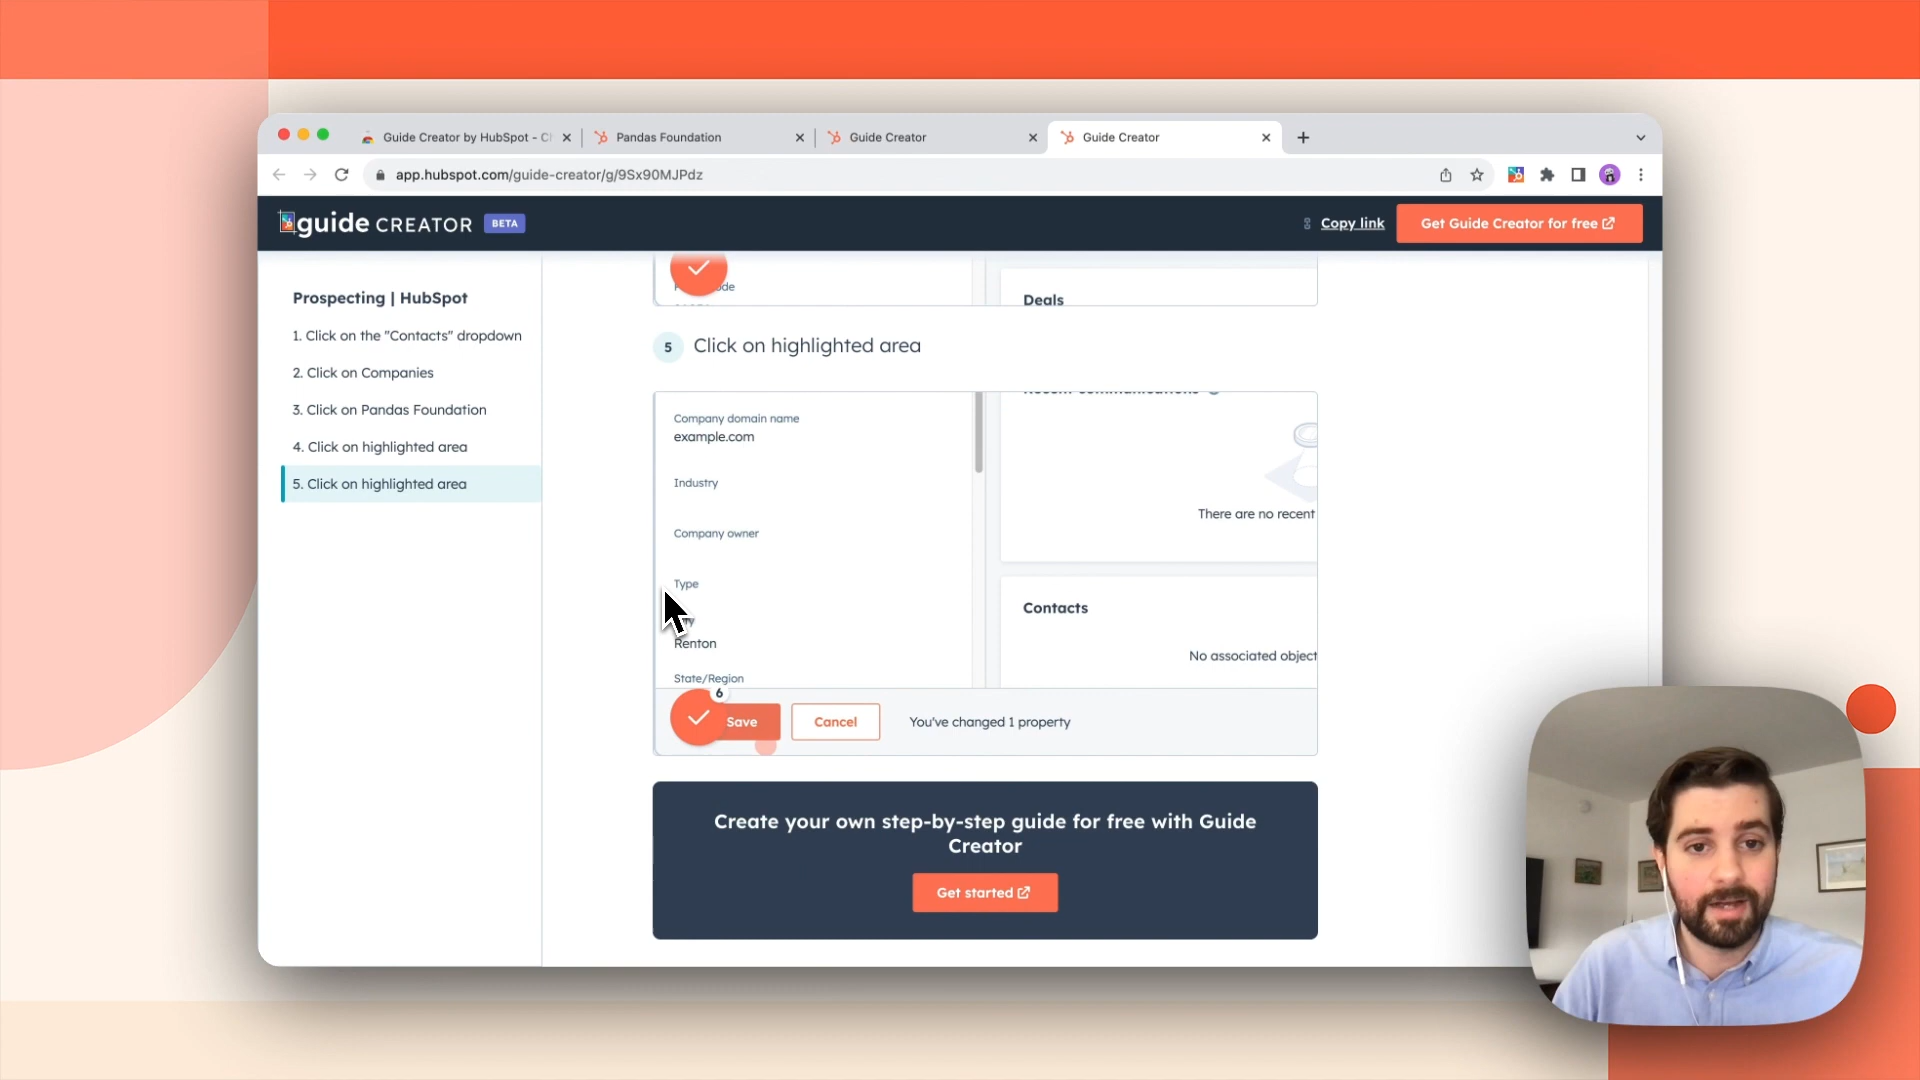 Guide Creator by HubSpot - Ch
Pandas Foundation
Guide Creator
Guide Creator
app.hubspot.com/guide-creator/g/9Sx90MJPdz
guide CREATOR BETA
Copy link
Get Guide Creator for free
Prospecting | HubSpot
1. Click on the "Contacts" dropdown
2. Click on Companies
3. Click on Pandas Foundation
4. Click on highlighted area
5. Click on highlighted area
Deals
5 Click on highlighted area
Company domain name
example.com
Industry
Company owner
Type
Renton
State/Region
6
Save
Cancel
You've changed 1 property
There are no recent
Contacts
No associated object
Create your own step-by-step guide for free with Guide
Creator
Get started